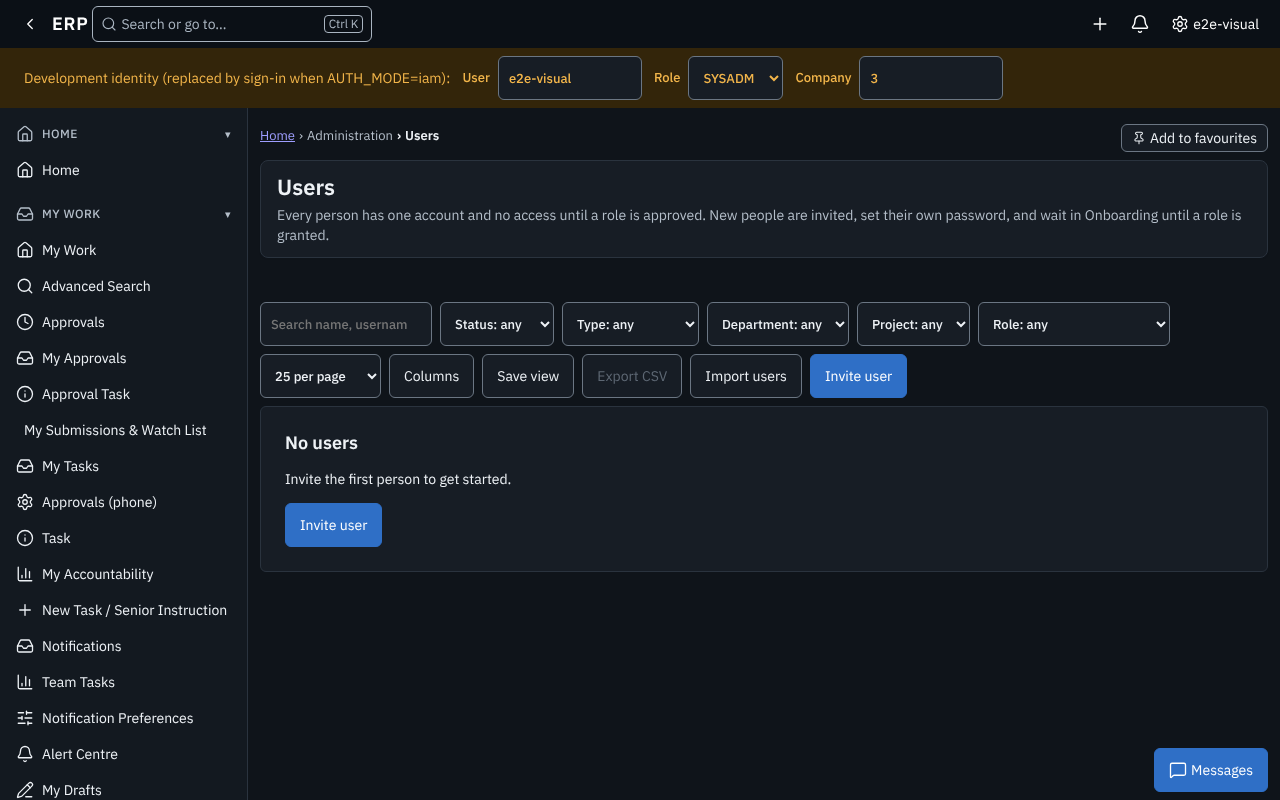 ERP
Search or go to...
Ctrl K
e2e-visual
Development identity (replaced by sign-in when AUTH_MODE=iam):
User
e2e-visual
Role
SYSADM
Company
3
HOME
Home
MY WORK
My Work
Advanced Search
Approvals
My Approvals
Approval Task
My Submissions & Watch List
My Tasks
Approvals (phone)
Task
My Accountability
New Task / Senior Instruction
Notifications
Team Tasks
Notification Preferences
Alert Centre
My Drafts
Home › Administration › Users
Add to favourites
Users
Every person has one account and no access until a role is approved. New people are invited, set their own password, and wait in Onboarding until a role is
granted.
Search name, usernam
Status: any
Type: any
Department: any
Project: any
Role: any
25 per page
Columns
Save view
Export CSV
Import users
Invite user
No users
Invite the first person to get started.
Invite user
Messages